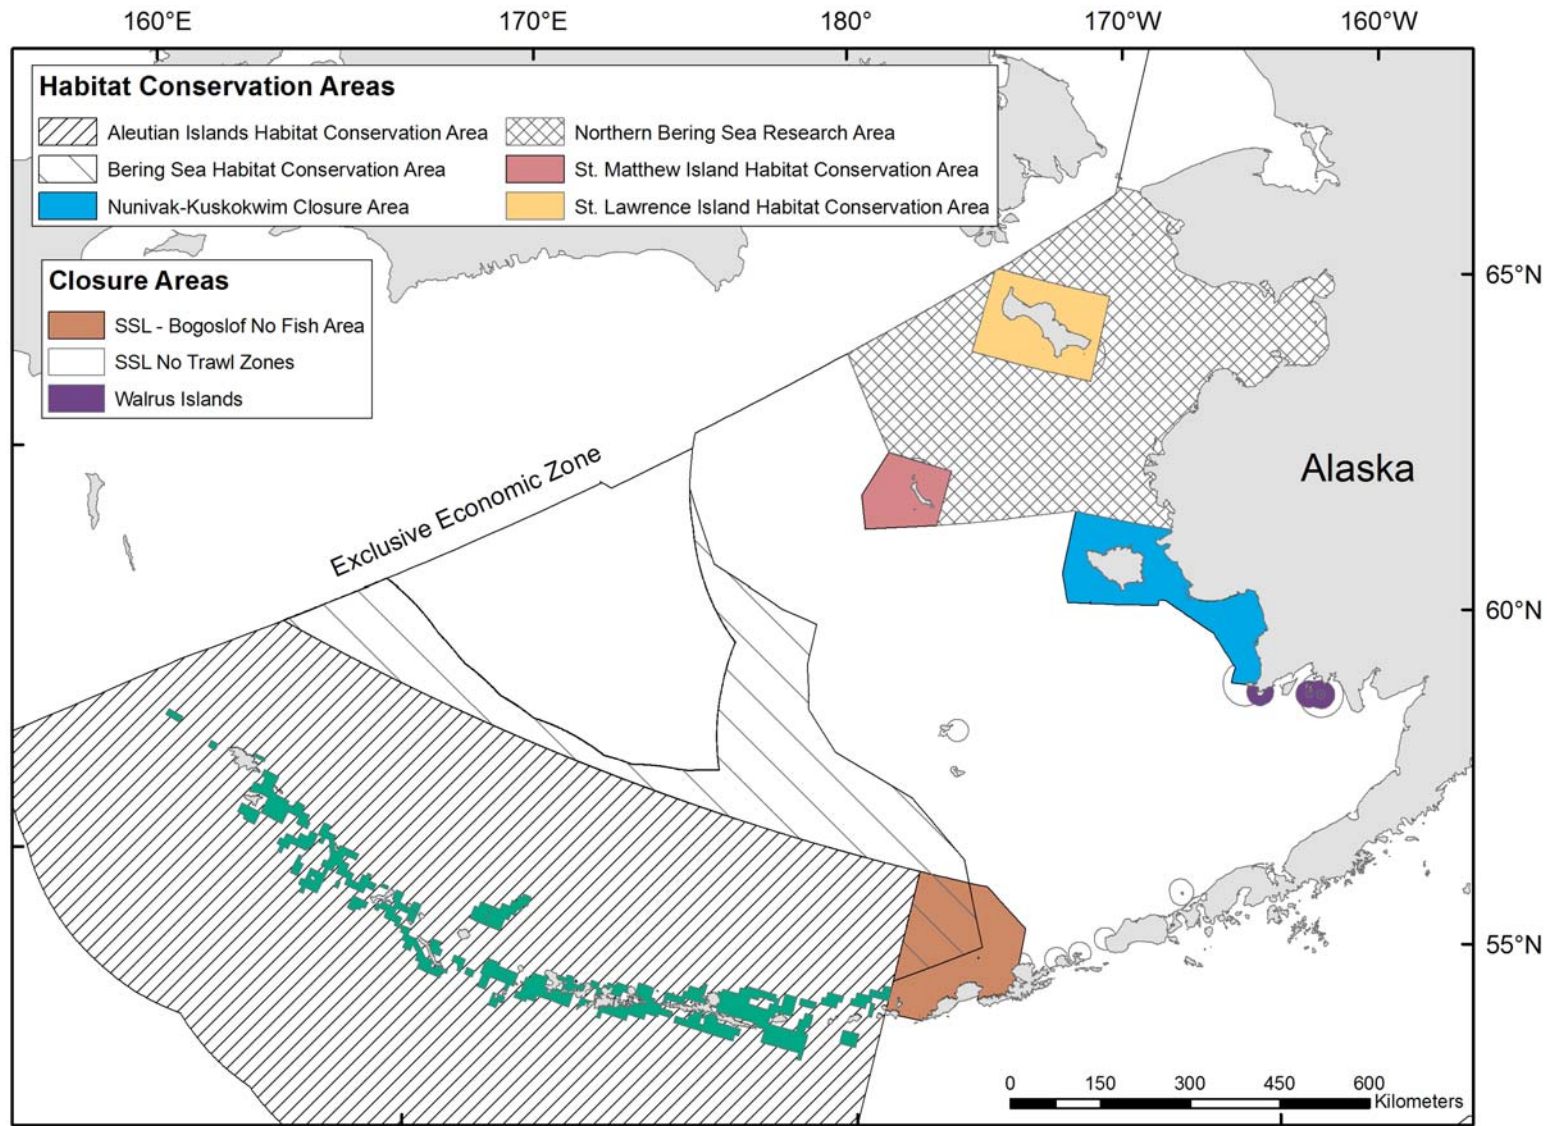 160°E 170°E 180° 170°W 160°W
Habitat Conservation Areas
Aleutian Islands Habitat Conservation Area
Northern Bering Sea Research Area
Bering Sea Habitat Conservation Area
St. Matthew Island Habitat Conservation Area
Nunivak-Kuskokwim Closure Area
St. Lawrence Island Habitat Conservation Area
Closure Areas
SSL - Bogoslof No Fish Area
SSL No Trawl Zones
Walrus Islands
65°N
Alaska
Exclusive Economic Zone
60°N
55°N
0 150 300 450 600
Kilometers